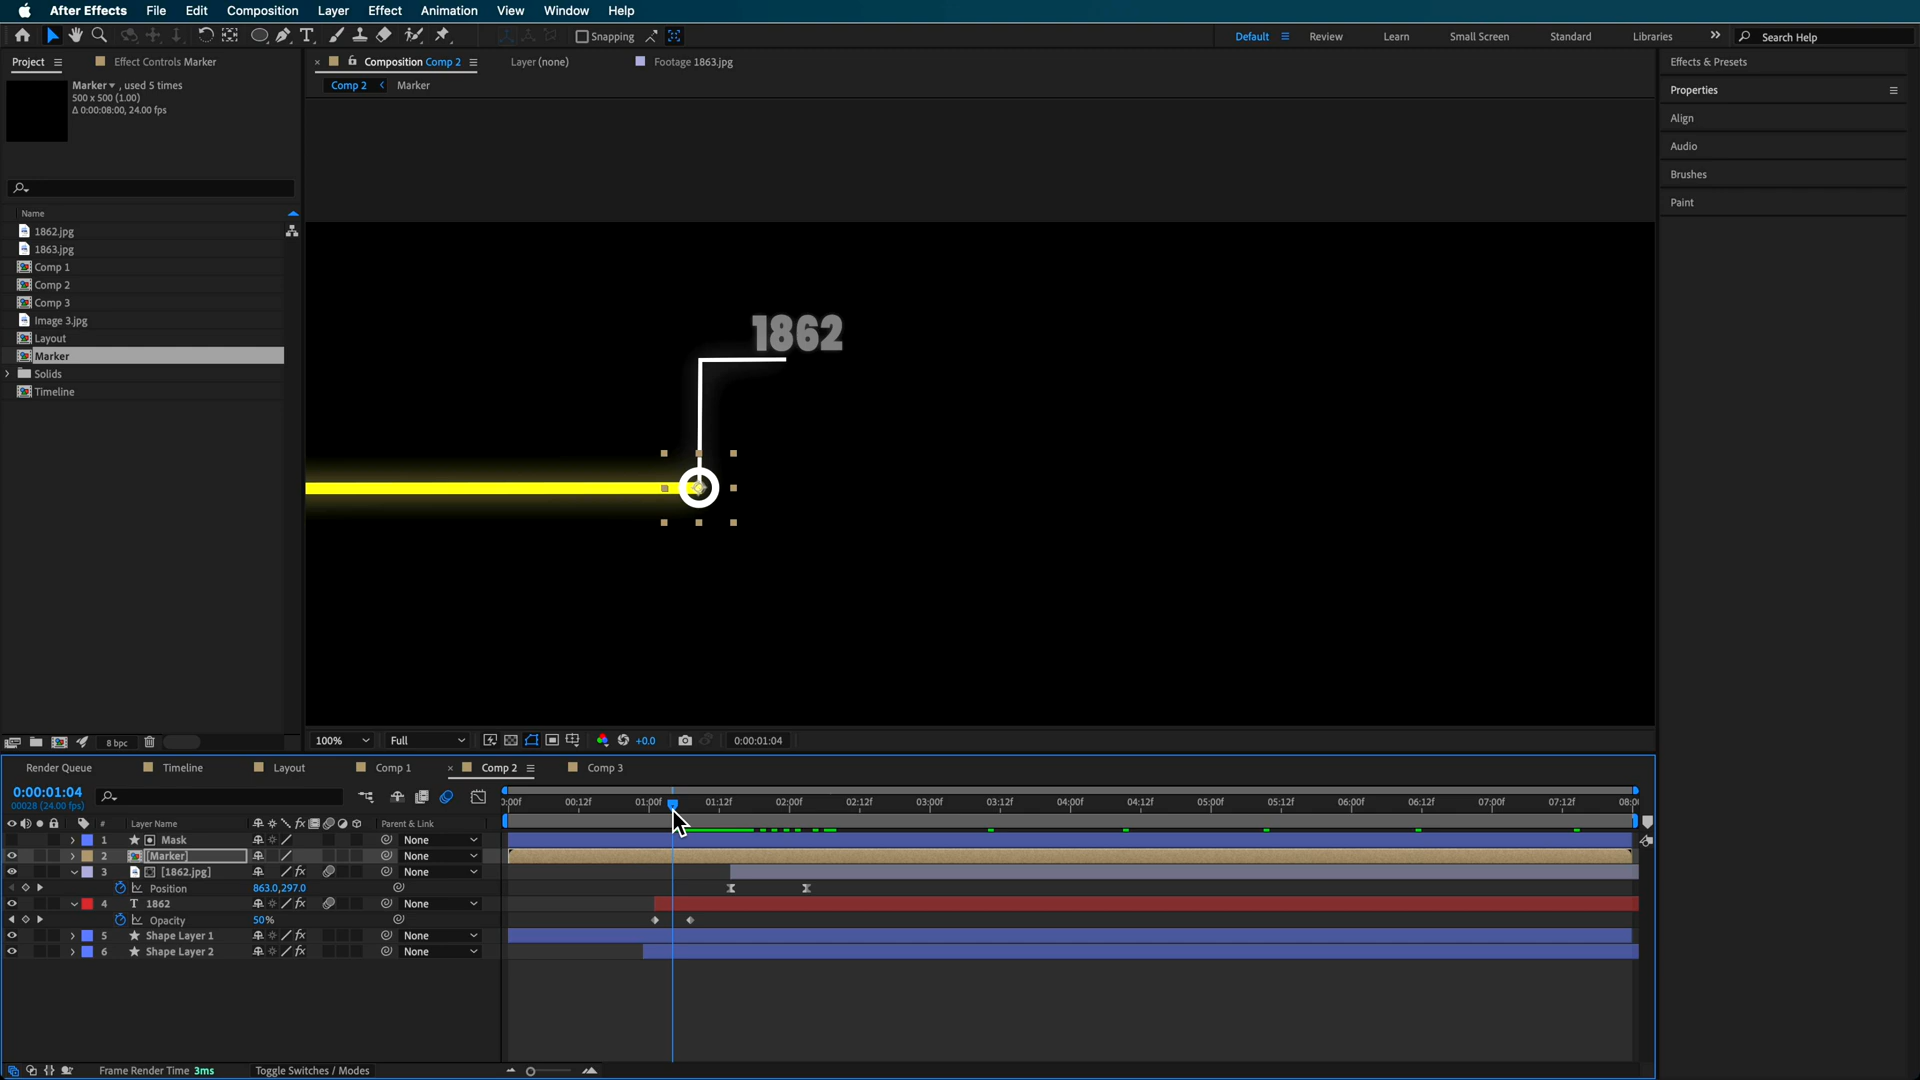 After Effects File Edit Composition Layer Effect Animation View Window Help
Snapping Default Review Learn Small Screen Standard Libraries Search Help
Project Effect Controls Marker Composition Comp 2 Layer (none) Footage 1863.jpg Effects & Presets
Comp 2 Marker
Marker, used 5 times
500 x 500 (1.00)
Δ 0:00:08:00, 24.00 fps
Properties
Align
Audio
Brushes
Paint
Name
1862.jpg
1863.jpg
Comp 1
Comp 2
Comp 3
Image 3.jpg
Layout
Marker
Solids
Timeline
1862
8 bpc 100% Full +0.0 0:00:01:04
Render Queue Timeline Layout Comp 1 Comp 2 Comp 3
0:00:01:04
00028 (24.00 fps)
:00f 00:12f 01:00f 01:12f 02:00f 02:12f 03:00f 03:12f 04:00f 04:12f 05:00f 05:12f 06:00f 06:12f 07:00f 07:12f 08:0
# Layer Name fx Parent & Link
1 Mask None
2 [Marker] None
3 [1862.jpg] fx None
Position 863.0,297.0
4 T 1862 None
Opacity 50%
5 Shape Layer 1 fx None
6 Shape Layer 2 fx None
Frame Render Time 3ms Toggle Switches / Modes